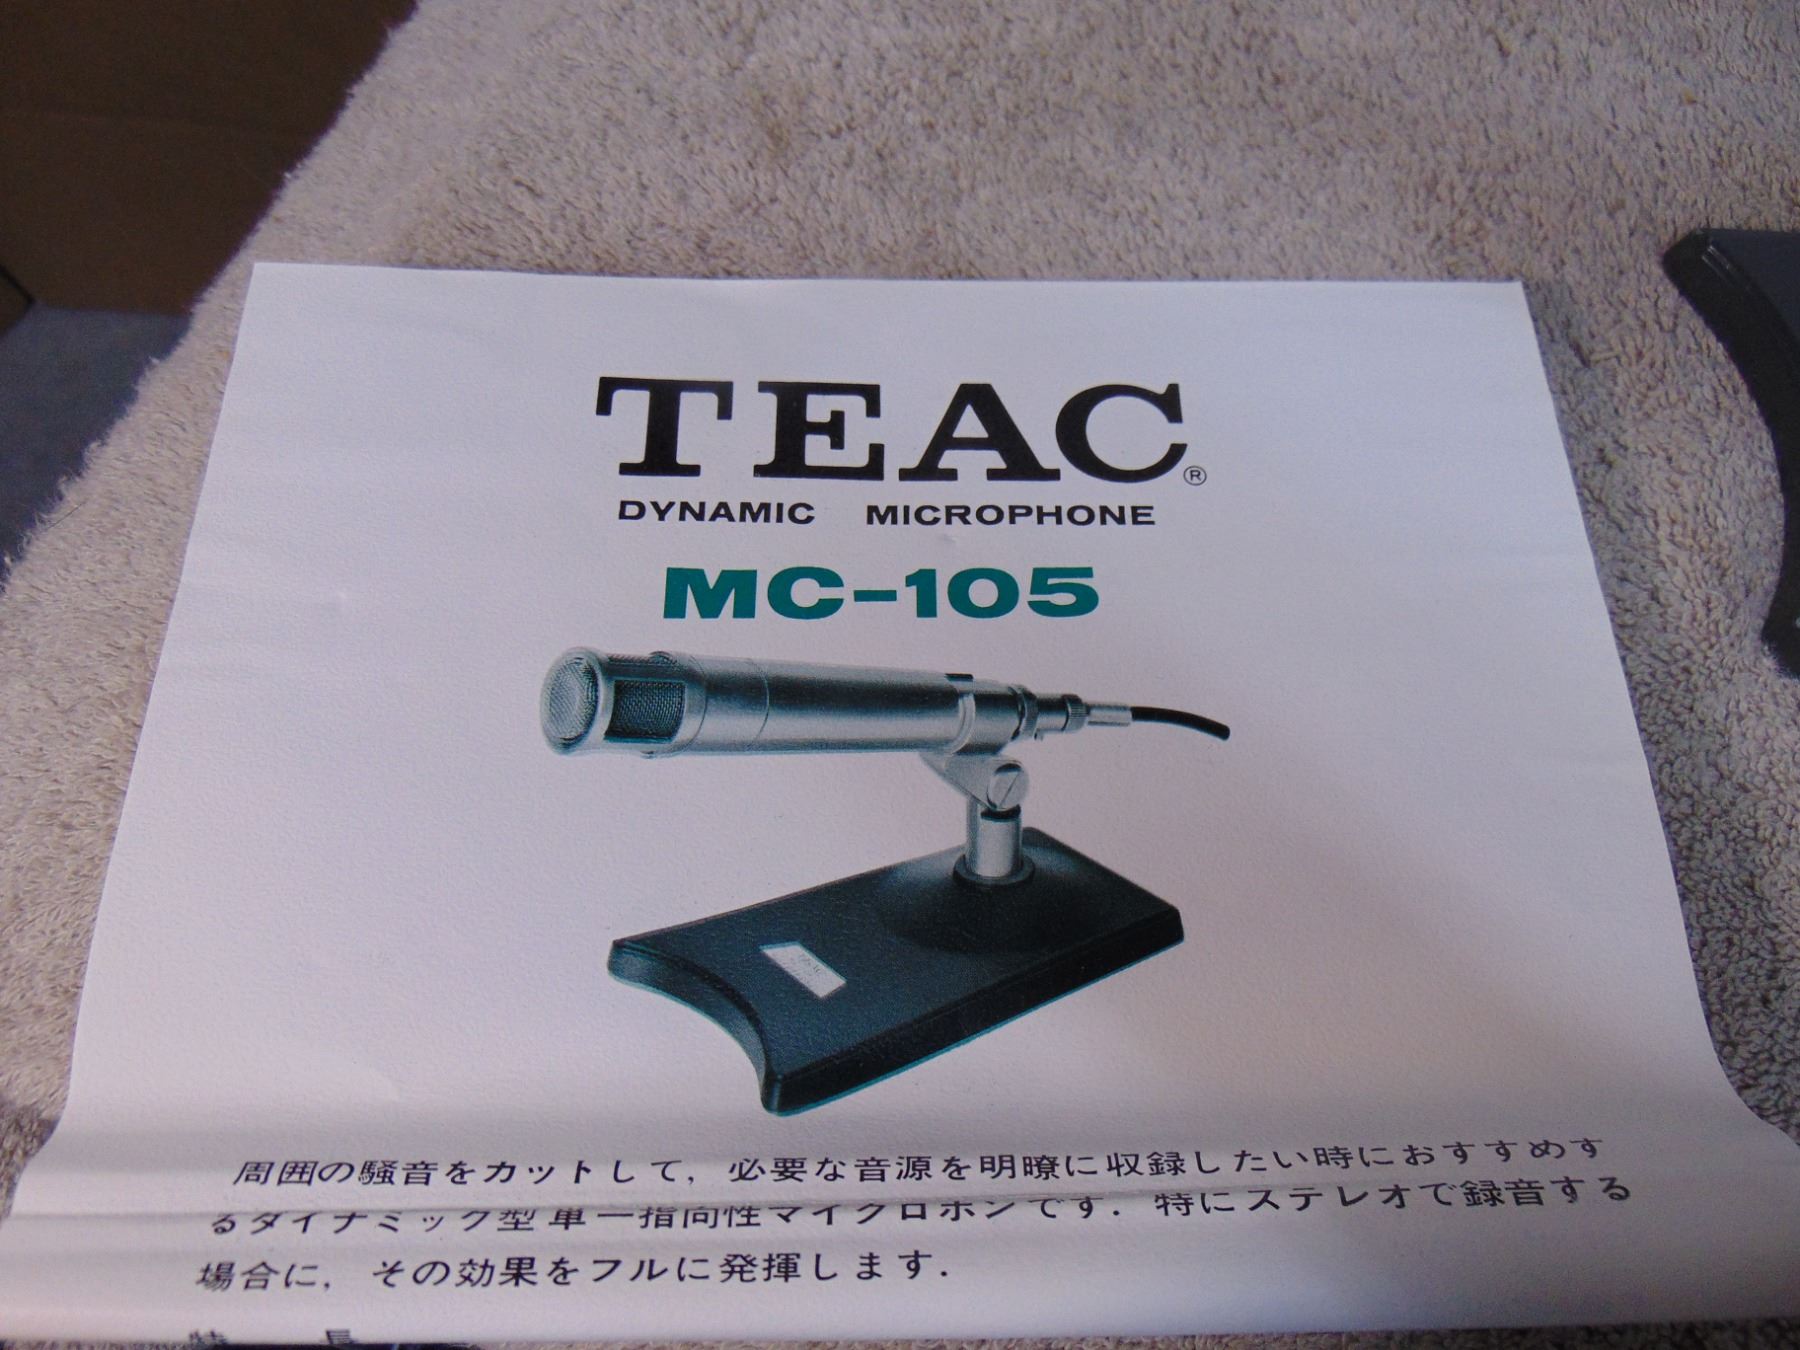 TEAC®
DYNAMIC MICROPHONE
MC-105
周囲の騒音をカットして，必要な音源を明瞭に収録したい時におすすめす
るダイナミック型単一指向性マイクロホンです．特にステレオで録音する
場合に，その効果をフルに発揮します．
特 長